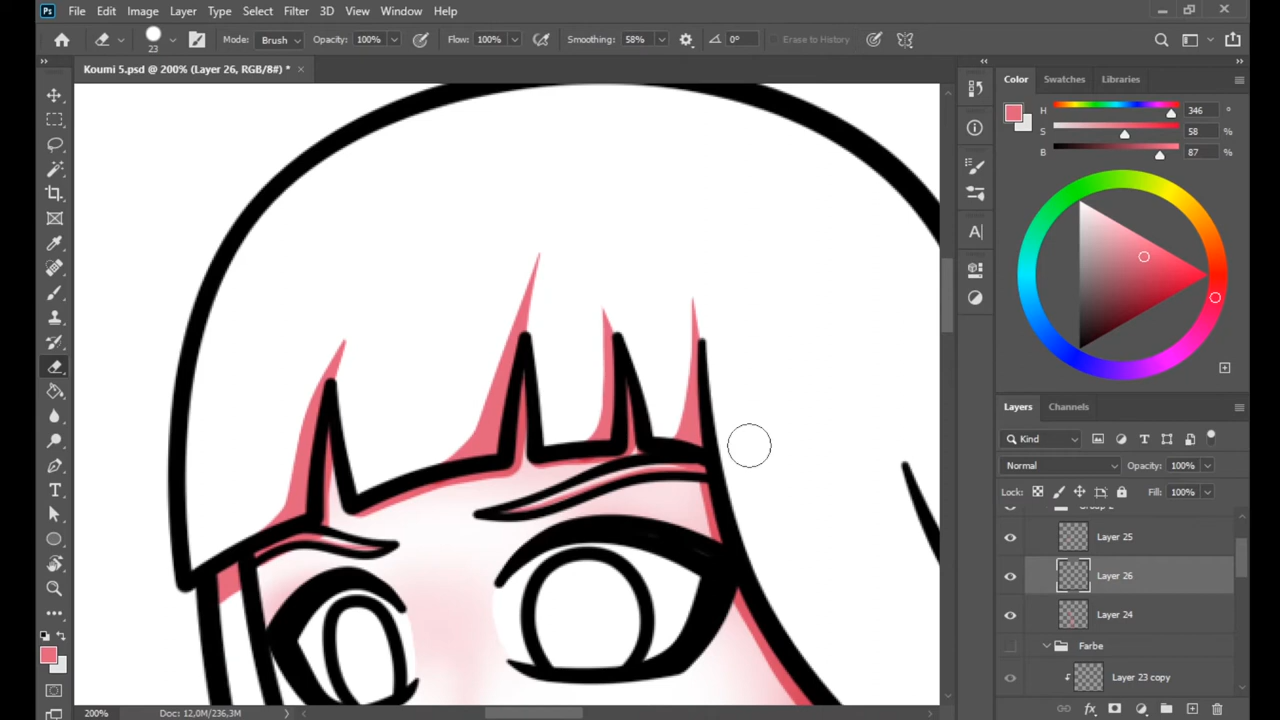 Ps File Edit Image Layer Type Select Filter 3D View Window Help
23 Mode: Brush Opacity: 100% Flow: 100% Smoothing: 58% 0° Erase to History
Koumi 5.psd @ 200% (Layer 26, RGB/8#) *
Color Swatches Libraries
H 346 °
S 58 %
B 87 %
Layers Channels
Kind
Normal Opacity: 100%
Lock: Fill: 100%
Group 2
Layer 25
Layer 26
Layer 24
Farbe
Layer 23 copy
200% Doc: 12,0M/236,3M